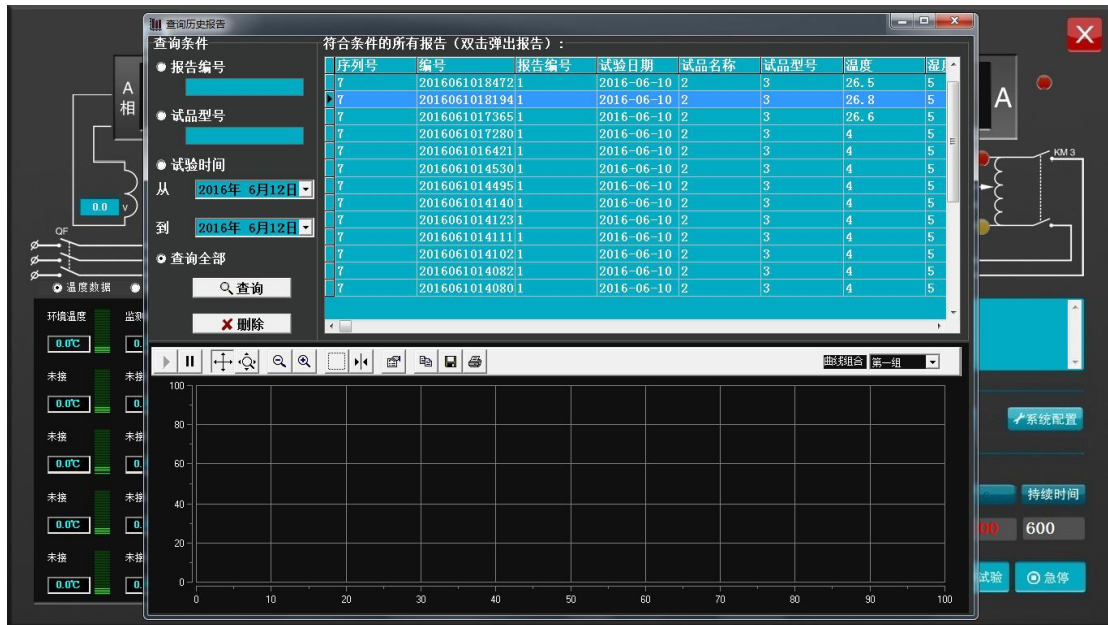 查询历史报告
查询条件
报告编号
试品型号
试验时间
从 2016年 6月12日
到 2016年 6月12日
查询全部
查询
删除
符合条件的所有报告（双击弹出报告）：
序列号 编号 报告编号 试验日期 试品名称 试品型号 温度
7 2016061018472 1 2016-06-10 2 3 26.5 5
7 2016061018194 1 2016-06-10 2 3 26.8 5
7 2016061017365 1 2016-06-10 2 3 26.6 5
7 2016061017280 1 2016-06-10 2 3 4 5
7 2016061016421 1 2016-06-10 2 3 4 5
7 2016061014530 1 2016-06-10 2 3 4 5
7 2016061014495 1 2016-06-10 2 3 4 5
7 2016061014140 1 2016-06-10 2 3 4 5
7 2016061014123 1 2016-06-10 2 3 4 5
7 2016061014111 1 2016-06-10 2 3 4 5
7 2016061014102 1 2016-06-10 2 3 4 5
7 2016061014082 1 2016-06-10 2 3 4 5
7 2016061014080 1 2016-06-10 2 3 4 5
曲线组合 第一组
100
80
60
40
20
0
0 10 20 30 40 50 60 70 80 90 100
A
相
0.0 V
QF
温度数据
环境温度
0.0℃ 0.
未接 未接
0.0℃ 0.
未接 未接
0.0℃ 0.
未接 未接
0.0℃ 0.
未接 未接
0.0℃ 0.
A
KM3
系统配置
持续时间
00 600
试验 急停